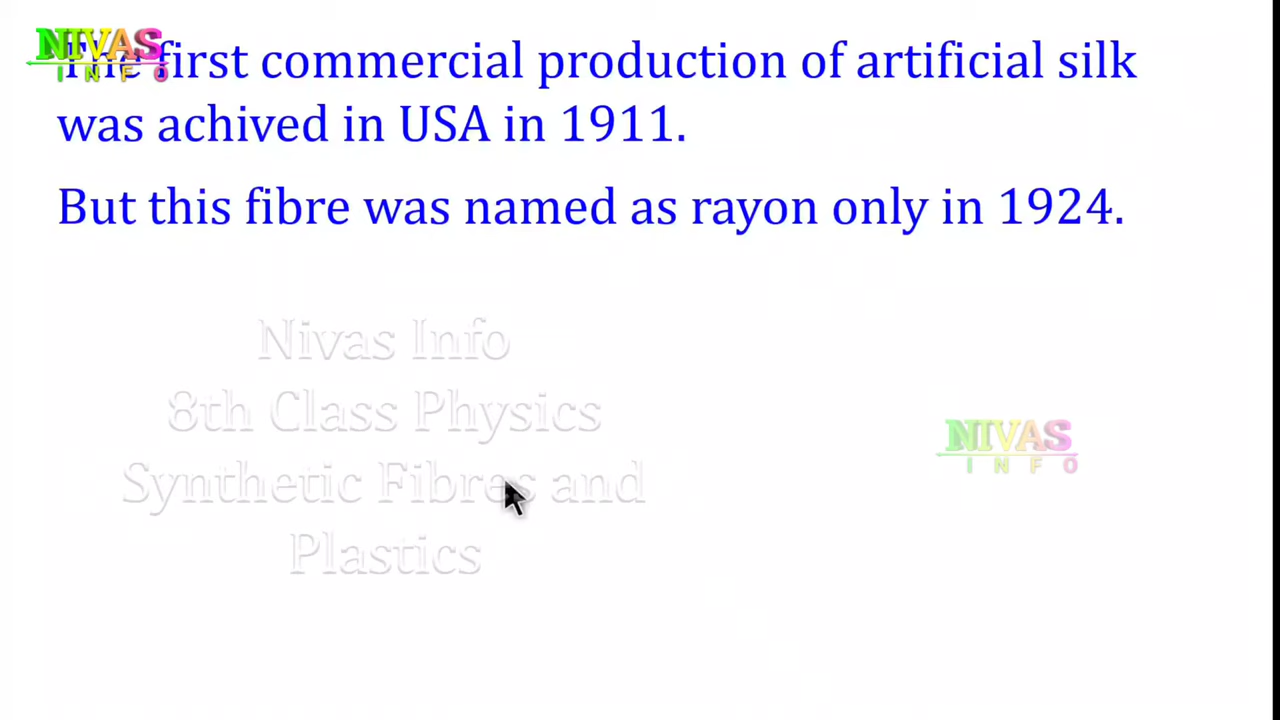 NIVAS
INFO
The first commercial production of artificial silk
was achived in USA in 1911.
But this fibre was named as rayon only in 1924.
Nivas Info
8th Class Physics
Synthetic Fibres and
Plastics
NIVAS
INFO